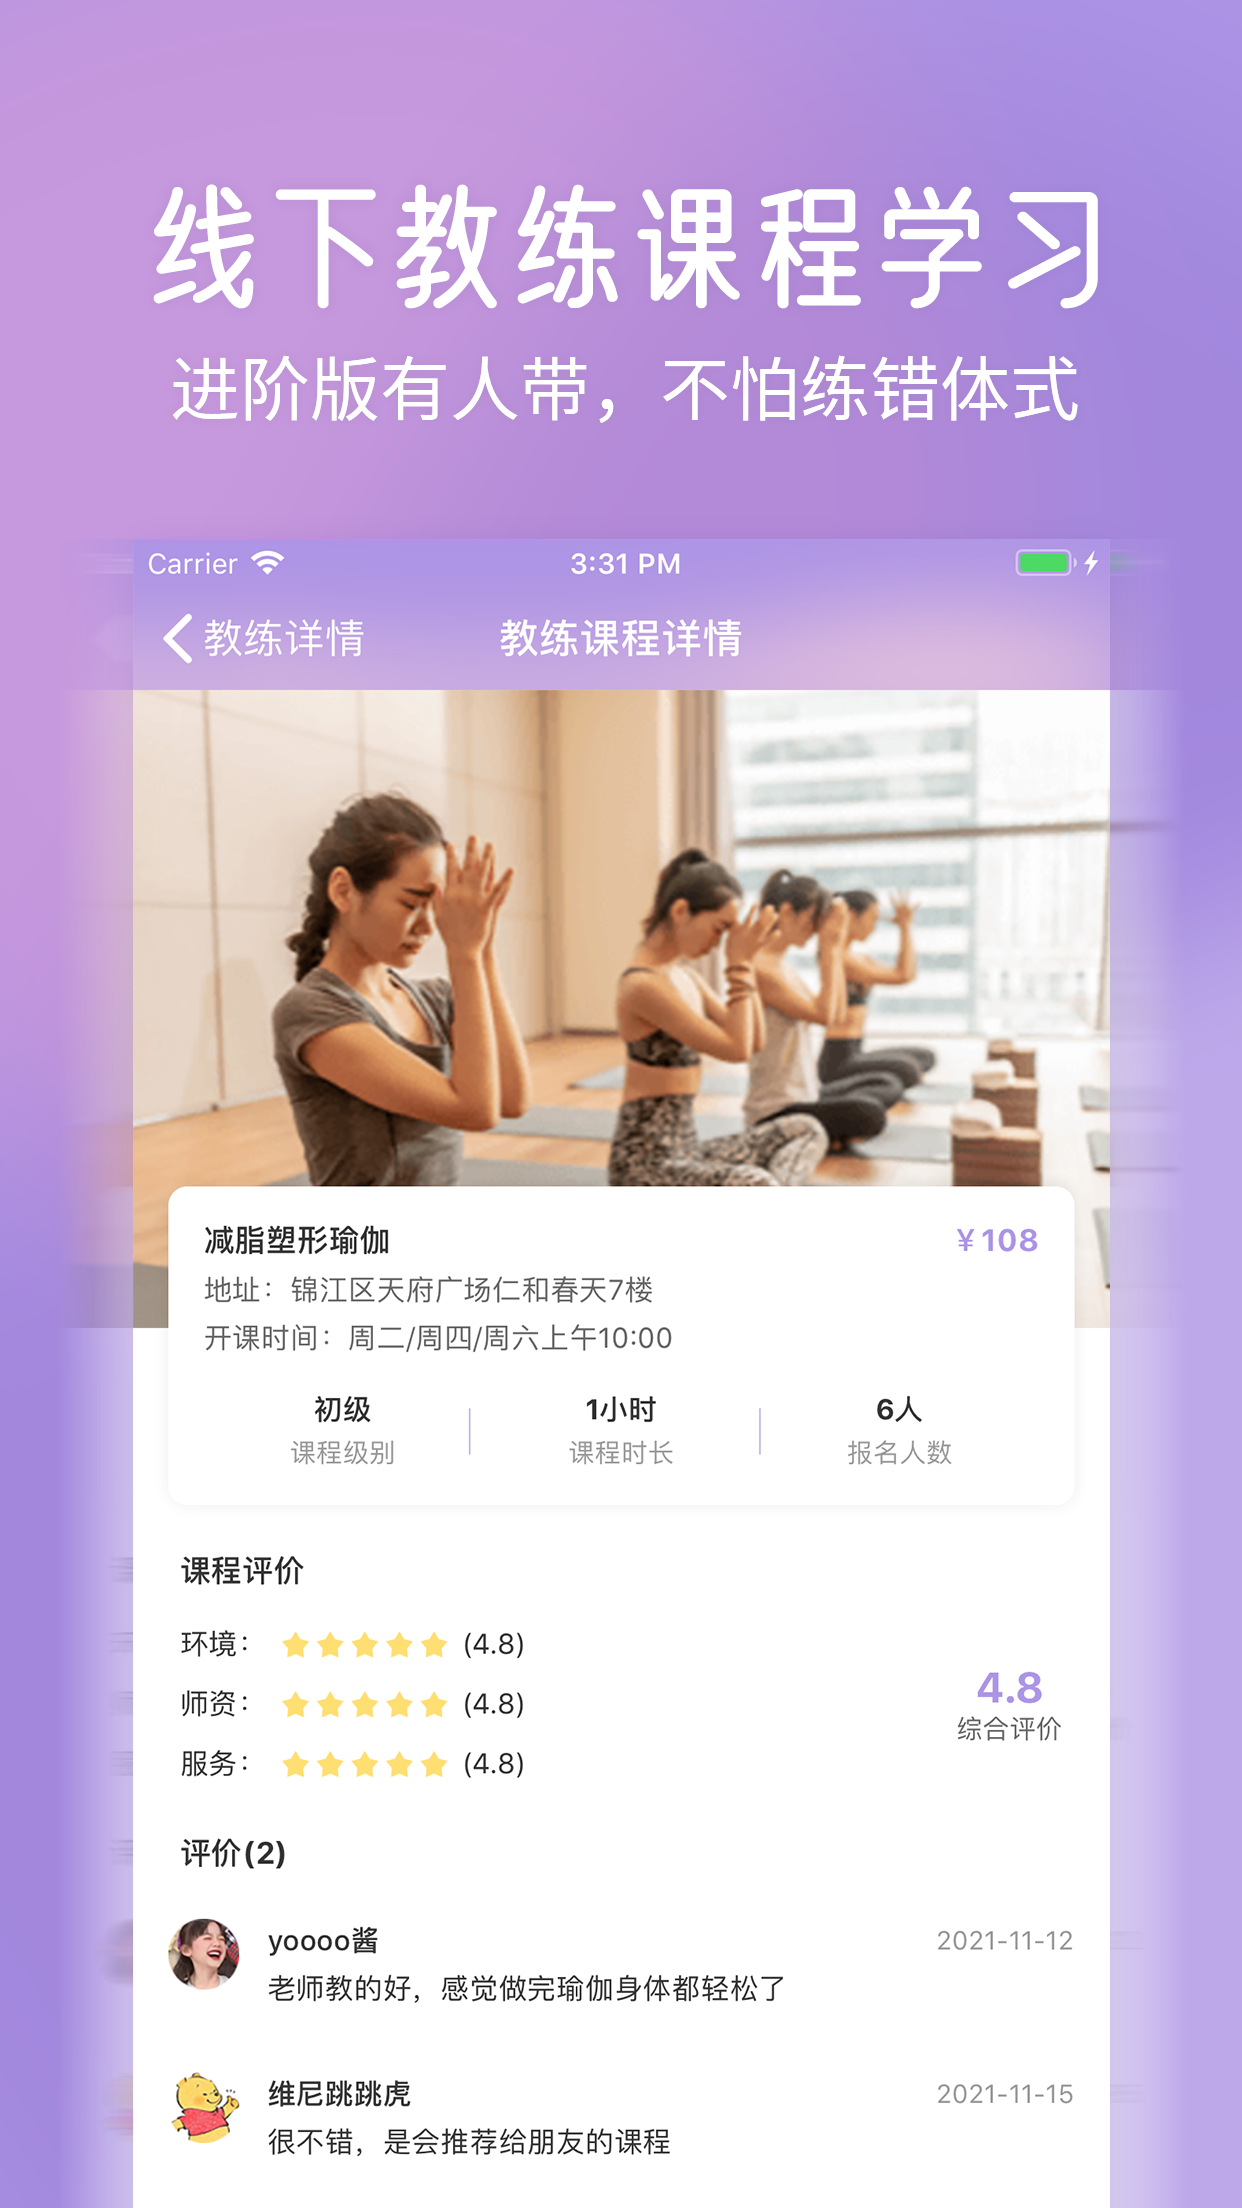 线下教练课程学习
进阶版有人带，不怕练错体式
Carrier 3:31 PM
教练详情 教练课程详情
减脂塑形瑜伽 ¥108
地址：锦江区天府广场仁和春天7楼
开课时间：周二/周四/周六上午10:00
初级 1小时 6人
课程级别 课程时长 报名人数
课程评价
环境： (4.8)
师资： (4.8)
服务： (4.8)
4.8
综合评价
评价(2)
yoooo酱 2021-11-12
老师教的好，感觉做完瑜伽身体都轻松了
维尼跳跳虎 2021-11-15
很不错，是会推荐给朋友的课程